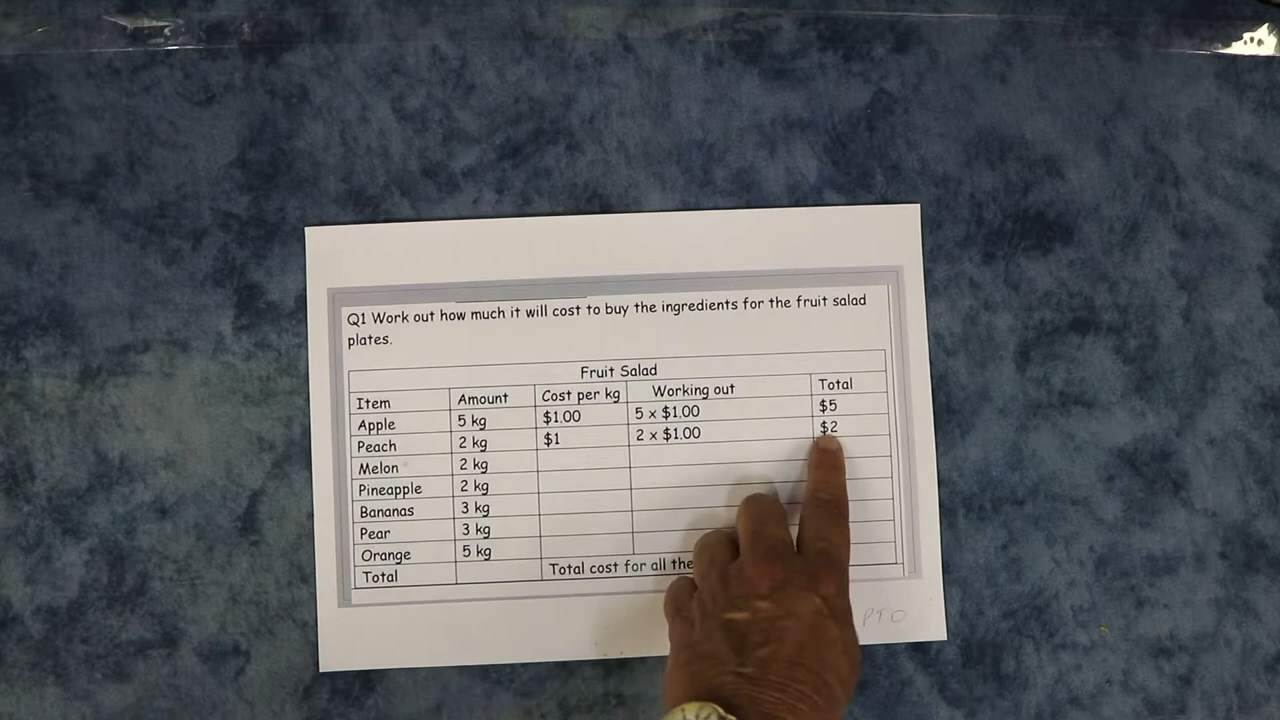 Q1 Work out how much it will cost to buy the ingredients for the fruit salad
plates.
Fruit Salad
Item Amount Cost per kg Working out Total
Apple 5 kg $1.00 5 x $1.00 $5
Peach 2 kg $1 2 x $1.00 $2
Melon 2 kg
Pineapple 2 kg
Bananas 3 kg
Pear 3 kg
Orange 5 kg
Total Total cost for all the
PTO